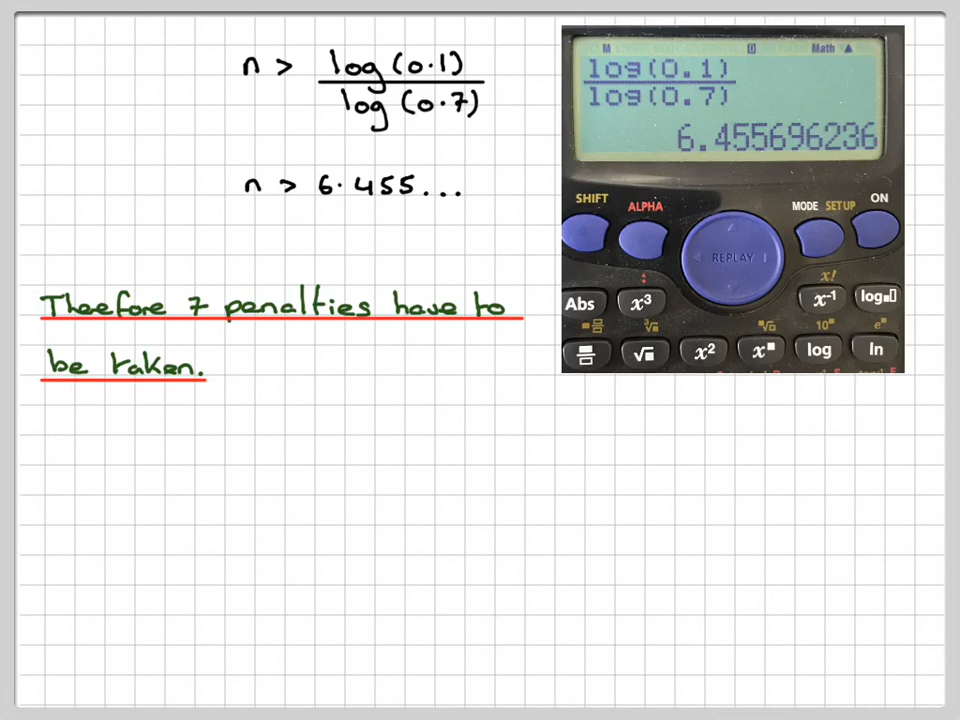 n > log(0.1)
log(0.7)
n > 6.455...
Therefore 7 penalties have to
be taken.
M D Math ▲
log(0.1)
log(0.7)
6.455696236
SHIFT ALPHA MODE SETUP ON
REPLAY
: x!
Abs x³ x⁻¹ log▪▯
▪ ³√▪ ˣ√▪ 10▪ e▪
√▪ x² x▪ log ln